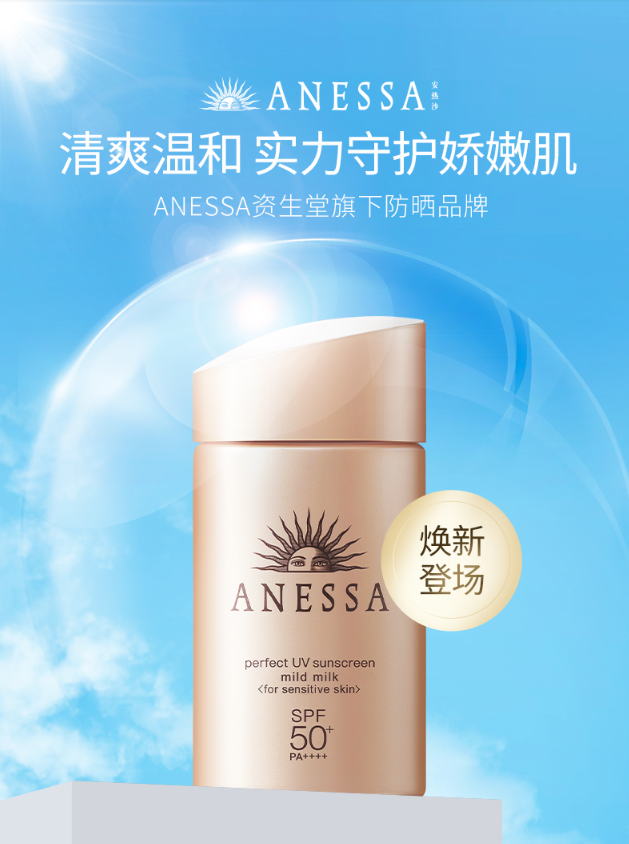 ANESSA 安热沙
清爽温和 实力守护娇嫩肌
ANESSA资生堂旗下防晒品牌
焕新
登场
ANESSA
perfect UV sunscreen
mild milk
<for sensitive skin>
SPF
50+
PA++++